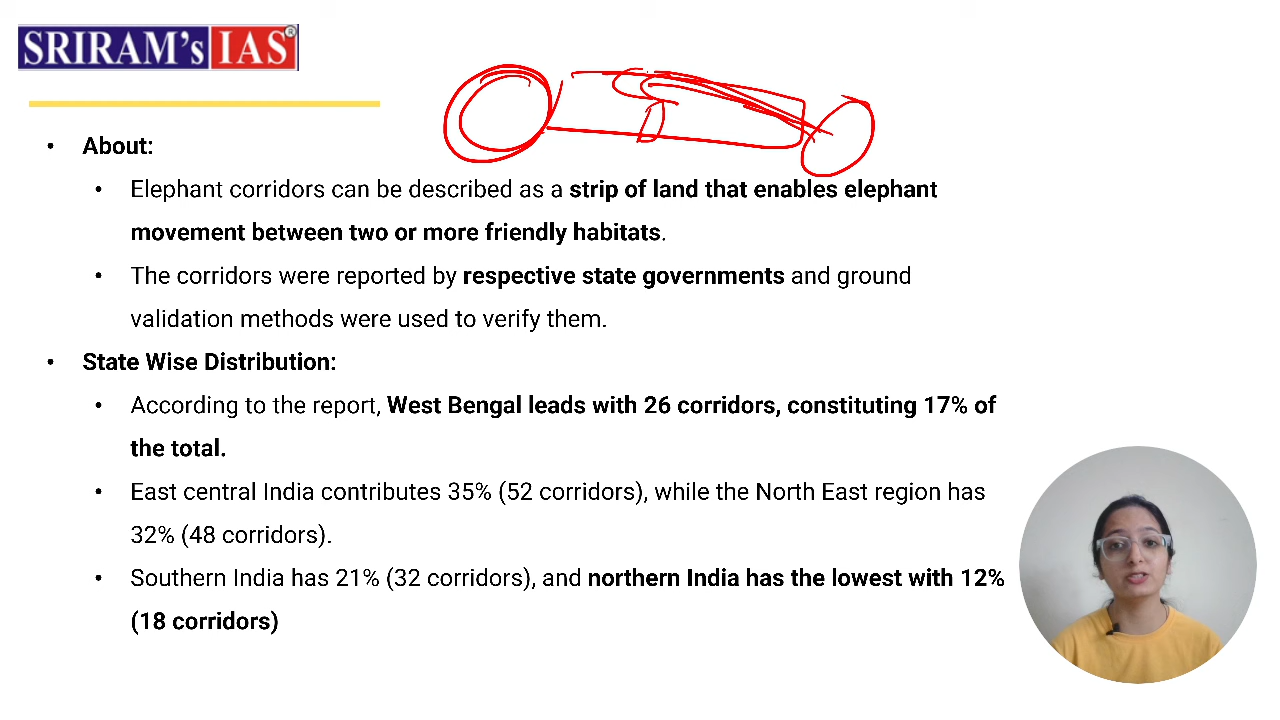 SRIRAM's IAS®
• About:
• Elephant corridors can be described as a strip of land that enables elephant
movement between two or more friendly habitats.
• The corridors were reported by respective state governments and ground
validation methods were used to verify them.
• State Wise Distribution:
• According to the report, West Bengal leads with 26 corridors, constituting 17% of
the total.
• East central India contributes 35% (52 corridors), while the North East region has
32% (48 corridors).
• Southern India has 21% (32 corridors), and northern India has the lowest with 12%
(18 corridors)